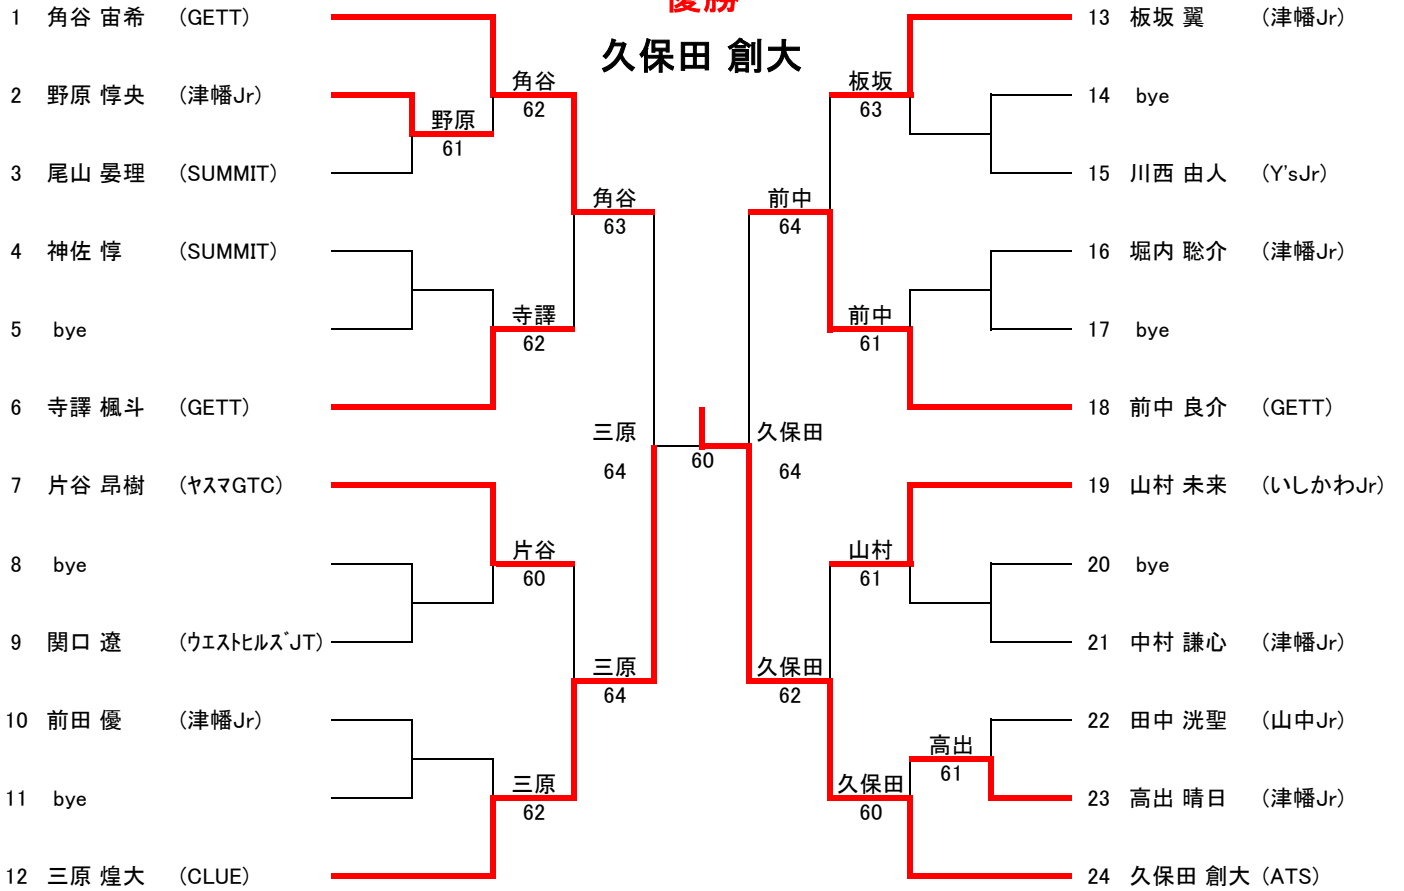 優勝
久保田 創大
1 角谷 宙希 (GETT)
2 野原 惇央 (津幡Jr)
3 尾山 晏理 (SUMMIT)
4 神佐 惇 (SUMMIT)
5 bye
6 寺譯 楓斗 (GETT)
7 片谷 昂樹 (ﾔｽﾏGTC)
8 bye
9 関口 遼 (ｳｴｽﾄﾋﾙｽﾞJT)
10 前田 優 (津幡Jr)
11 bye
12 三原 煌大 (CLUE)
野原
61
角谷
62
寺譯
62
片谷
60
三原
62
角谷
63
三原
64
三原
64
60
久保田
64
前中
64
久保田
62
板坂
63
前中
61
山村
61
久保田
60
高出
61
13 板坂 翼 (津幡Jr)
14 bye
15 川西 由人 (Y'sJr)
16 堀内 聡介 (津幡Jr)
17 bye
18 前中 良介 (GETT)
19 山村 未来 (いしかわJr)
20 bye
21 中村 謙心 (津幡Jr)
22 田中 洸聖 (山中Jr)
23 高出 晴日 (津幡Jr)
24 久保田 創大 (ATS)